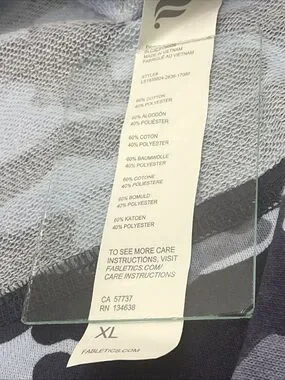 MADE IN VIETNAM
FABRIQUÉ AU VIETNAM
60% COTTON
40% POLYESTER
60% ALGODÓN
40% POLIÉSTER
60% COTON
40% POLYESTER
60% BAUMWOLLE
40% POLYESTER
60% COTONE
40% POLIESTERE
60% BOMULD
40% POLYESTER
60% KATOEN
40% POLYESTER
TO SEE MORE CARE
INSTRUCTIONS, VISIT
FABLETICS.COM/
CARE INSTRUCTIONS
CA 57737
RN 134638
XL
FABLETICS.COM